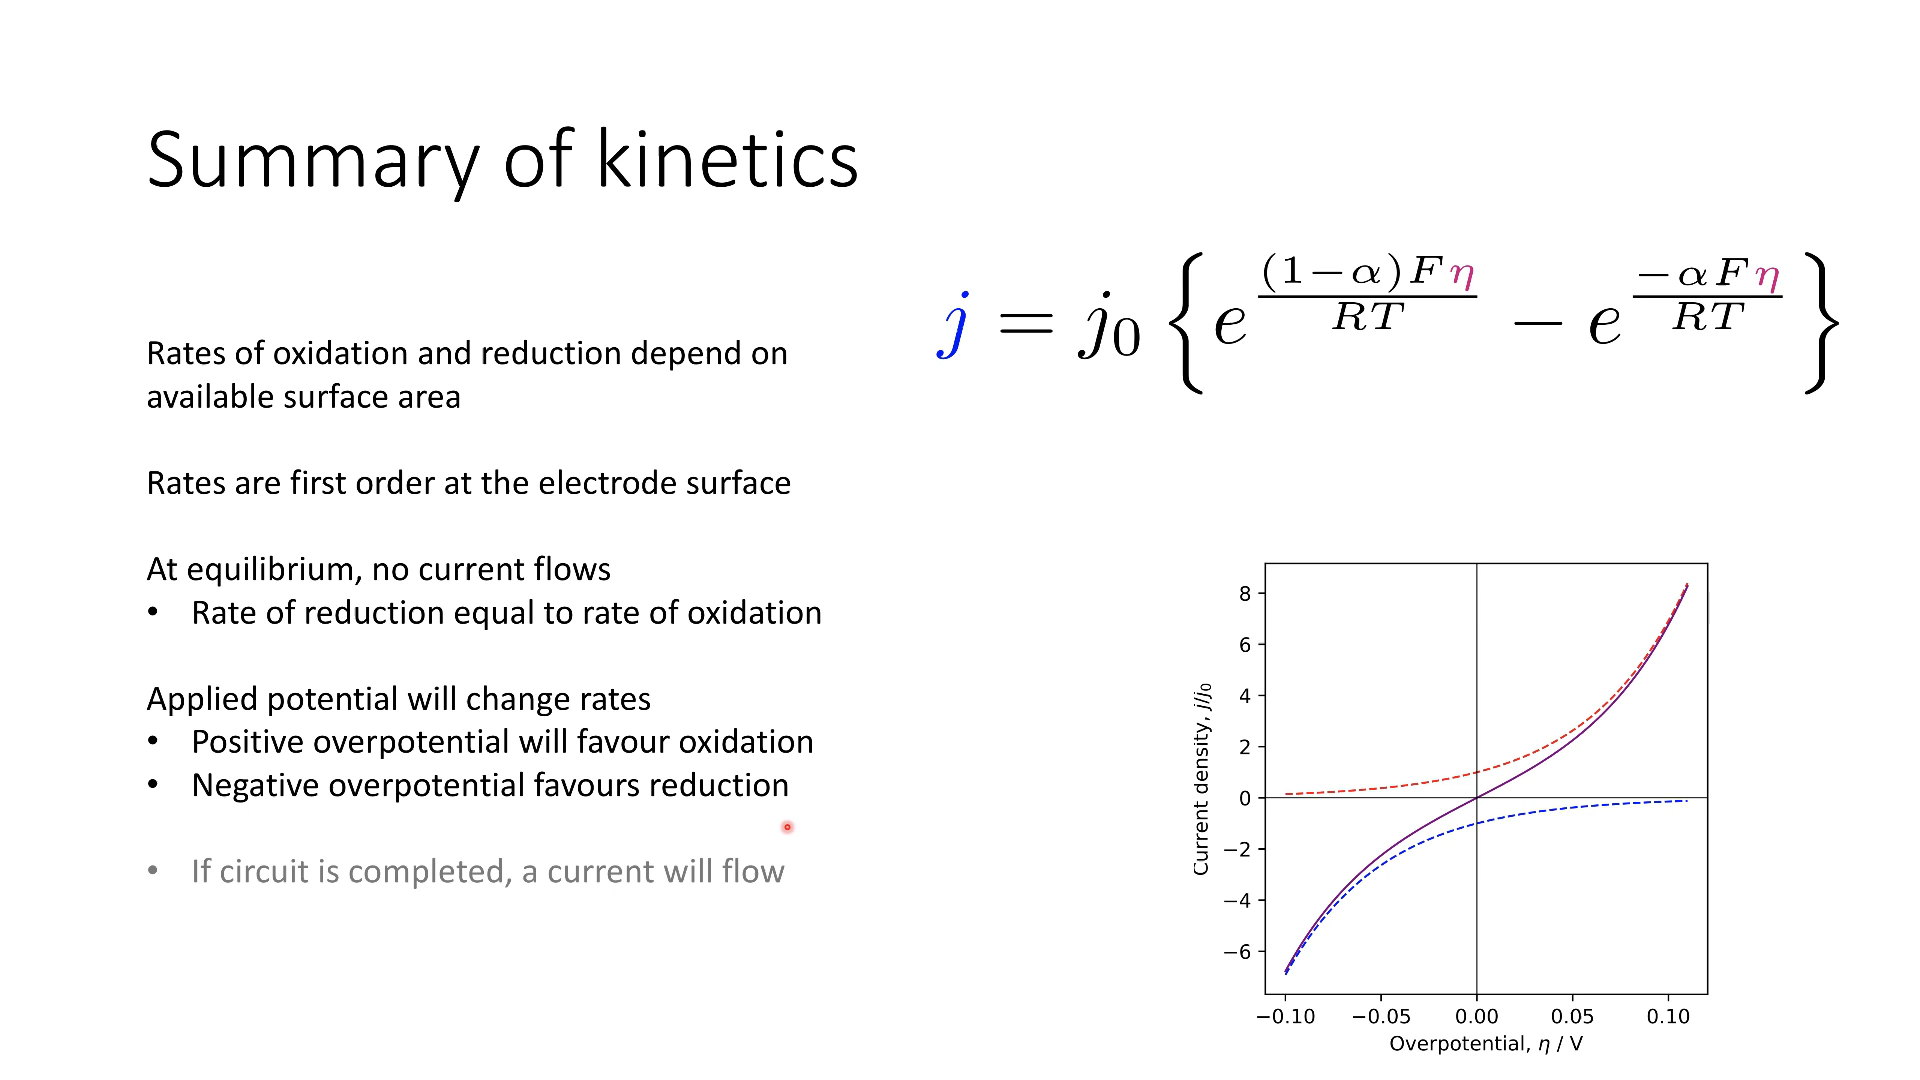 Summary of kinetics
j = j₀ { e^{(1−α)Fη / RT} − e^{−αFη / RT} }
Rates of oxidation and reduction depend on
available surface area
Rates are first order at the electrode surface
At equilibrium, no current flows
• Rate of reduction equal to rate of oxidation
Applied potential will change rates
• Positive overpotential will favour oxidation
• Negative overpotential favours reduction
• If circuit is completed, a current will flow
Current density, j/j₀
8
6
4
2
0
−2
−4
−6
−0.10 −0.05 0.00 0.05 0.10
Overpotential, η / V